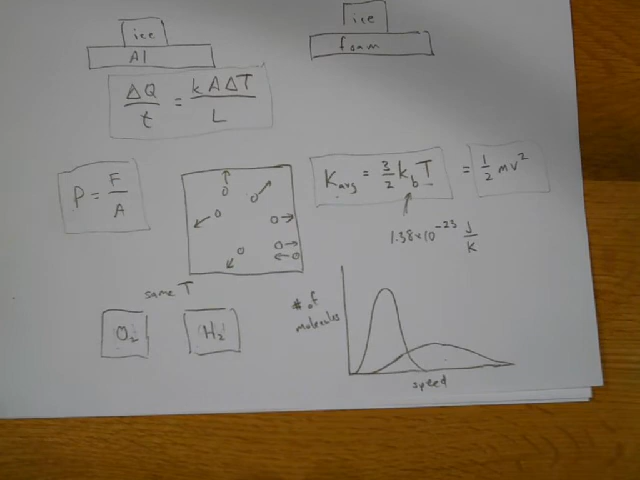 ice
Al
ice
foam
ΔQ/t = kAΔT/L
P = F/A
K avg = 3/2 k_b T = 1/2 mv²
1.38×10⁻²³ J/K
same T
O₂
H₂
# of
molecules
speed